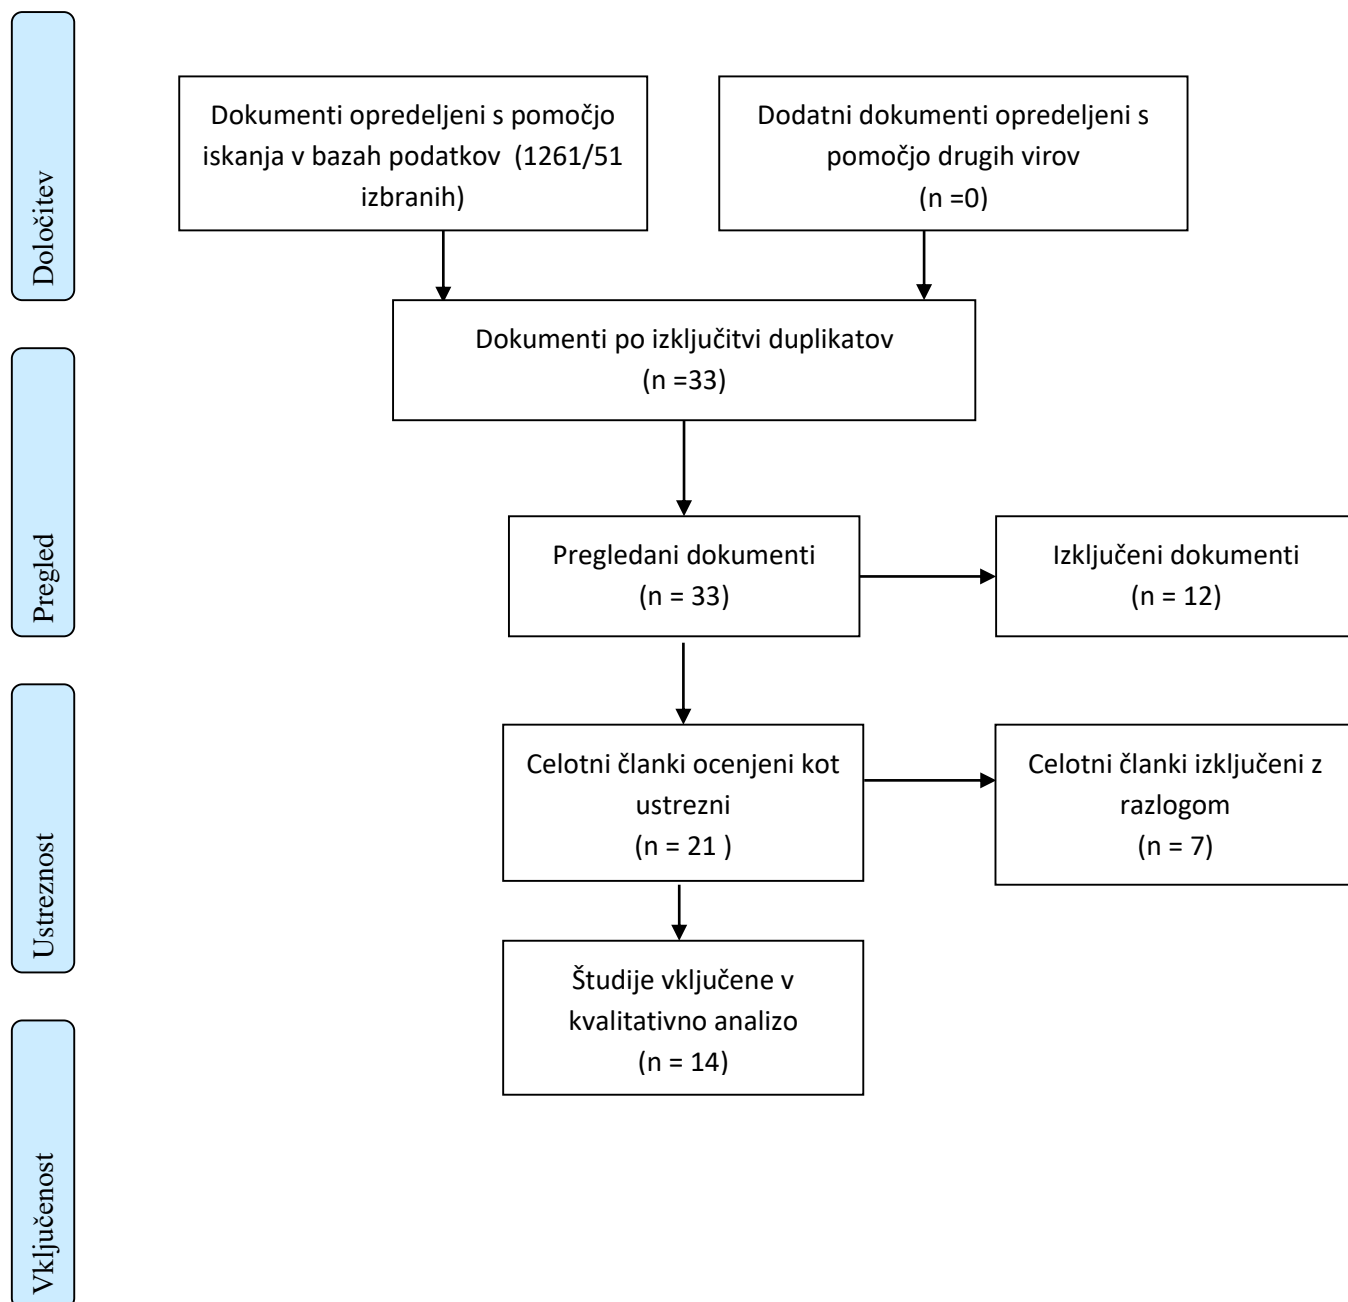 Določitev
Dokumenti opredeljeni s pomočjo
iskanja v bazah podatkov  (1261/51
izbranih)
Dodatni dokumenti opredeljeni s
pomočjo drugih virov
(n =0)
Dokumenti po izključitvi duplikatov
(n =33)
Pregled
Pregledani dokumenti
(n = 33)
Izključeni dokumenti
(n = 12)
Ustreznost
Celotni članki ocenjeni kot
ustrezni
(n = 21 )
Celotni članki izključeni z
razlogom
(n = 7)
Študije vključene v
kvalitativno analizo
(n = 14)
Vključenost